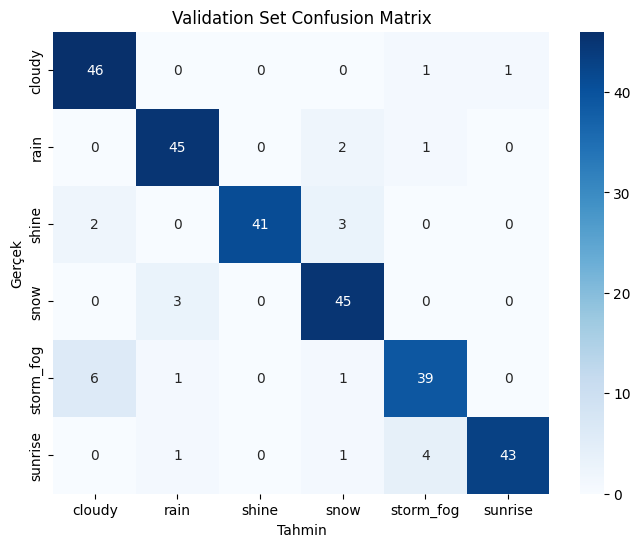 Validation Set Confusion Matrix
cloudy 46 0 0 0 1 1
rain 0 45 0 2 1 0
shine 2 0 41 3 0 0
snow 0 3 0 45 0 0
storm_fog 6 1 0 1 39 0
sunrise 0 1 1 4 43
cloudy rain shine snow storm_fog sunrise
Gerçek
Tahmin
40
30
20
10
0